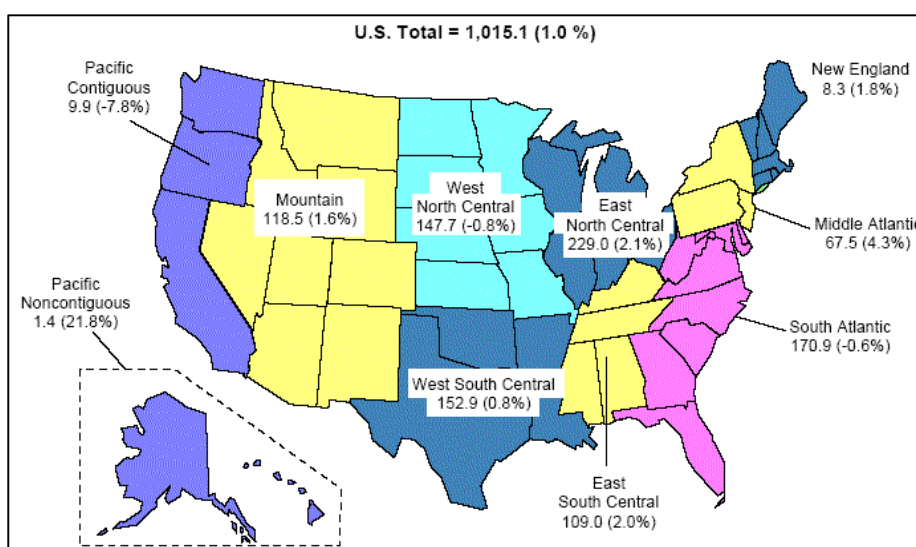 U.S. Total = 1,015.1 (1.0 %)
Pacific
Contiguous
9.9 (-7.8%)
New England
8.3 (1.8%)
Mountain
118.5 (1.6%)
West
North Central
147.7 (-0.8%)
East
North Central
229.0 (2.1%)
Middle Atlantic
67.5 (4.3%)
Pacific
Noncontiguous
1.4 (21.8%)
South Atlantic
170.9 (-0.6%)
West South Central
152.9 (0.8%)
East
South Central
109.0 (2.0%)